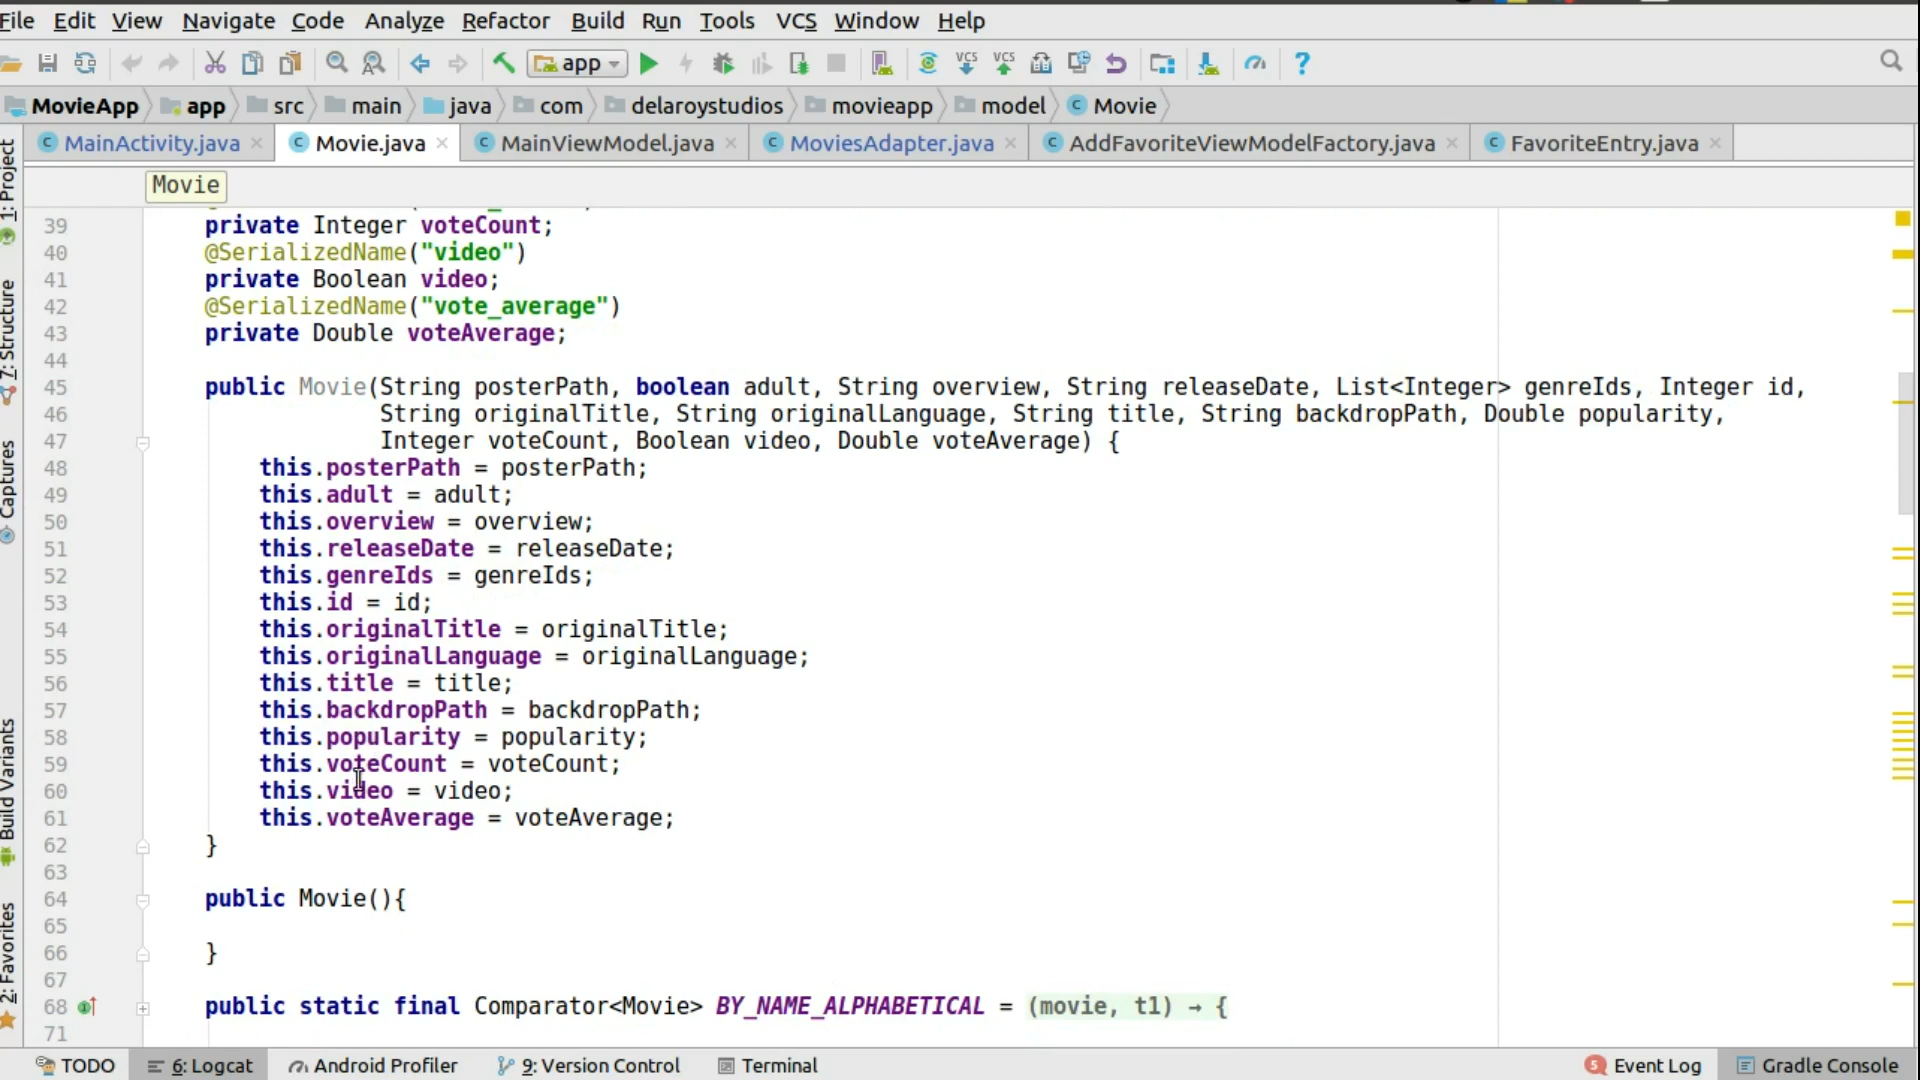 File Edit View Navigate Code Analyze Refactor Build Run Tools VCS Window Help
app VCS VCS ?
MovieApp app src main java com delaroystudios movieapp model Movie
MainActivity.java Movie.java MainViewModel.java MoviesAdapter.java AddFavoriteViewModelFactory.java FavoriteEntry.java
Movie
39 private Integer voteCount;
40 @SerializedName("video")
41 private Boolean video;
42 @SerializedName("vote_average")
43 private Double voteAverage;
44
45 public Movie(String posterPath, boolean adult, String overview, String releaseDate, List<Integer> genreIds, Integer id,
46 String originalTitle, String originalLanguage, String title, String backdropPath, Double popularity,
47 Integer voteCount, Boolean video, Double voteAverage) {
48 this.posterPath = posterPath;
49 this.adult = adult;
50 this.overview = overview;
51 this.releaseDate = releaseDate;
52 this.genreIds = genreIds;
53 this.id = id;
54 this.originalTitle = originalTitle;
55 this.originalLanguage = originalLanguage;
56 this.title = title;
57 this.backdropPath = backdropPath;
58 this.popularity = popularity;
59 this.voteCount = voteCount;
60 this.video = video;
61 this.voteAverage = voteAverage;
62 }
63
64 public Movie(){
65
66 }
67
68 public static final Comparator<Movie> BY_NAME_ALPHABETICAL = (movie, t1) → {
71
1: Project
7: Structure
Captures
Build Variants
2: Favorites
TODO 6: Logcat Android Profiler 9: Version Control Terminal 5 Event Log Gradle Console